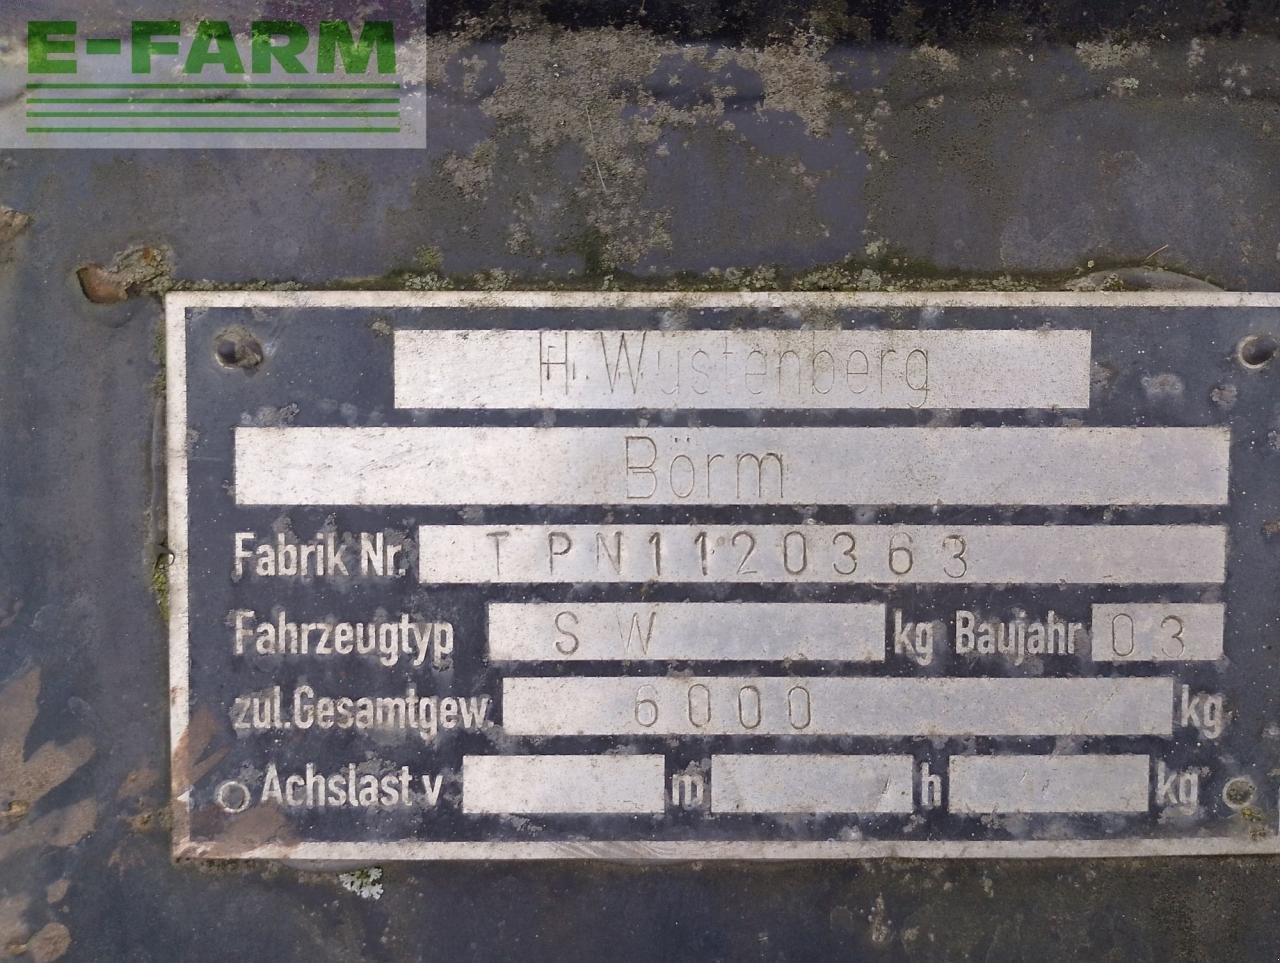 E-FARM
H. Wüstenberg
Börm
Fabrik Nr. TPN1120363
Fahrzeugtyp SW kg Baujahr 03
zul.Gesamtgew. 6000 kg
Achslast v m h kg